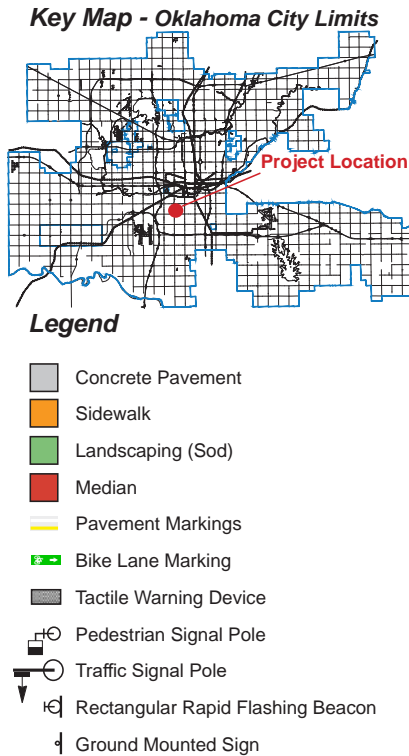 Key Map - Oklahoma City Limits
Project Location
Legend
Concrete Pavement
Sidewalk
Landscaping (Sod)
Median
Pavement Markings
Bike Lane Marking
Tactile Warning Device
Pedestrian Signal Pole
Traffic Signal Pole
Rectangular Rapid Flashing Beacon
Ground Mounted Sign